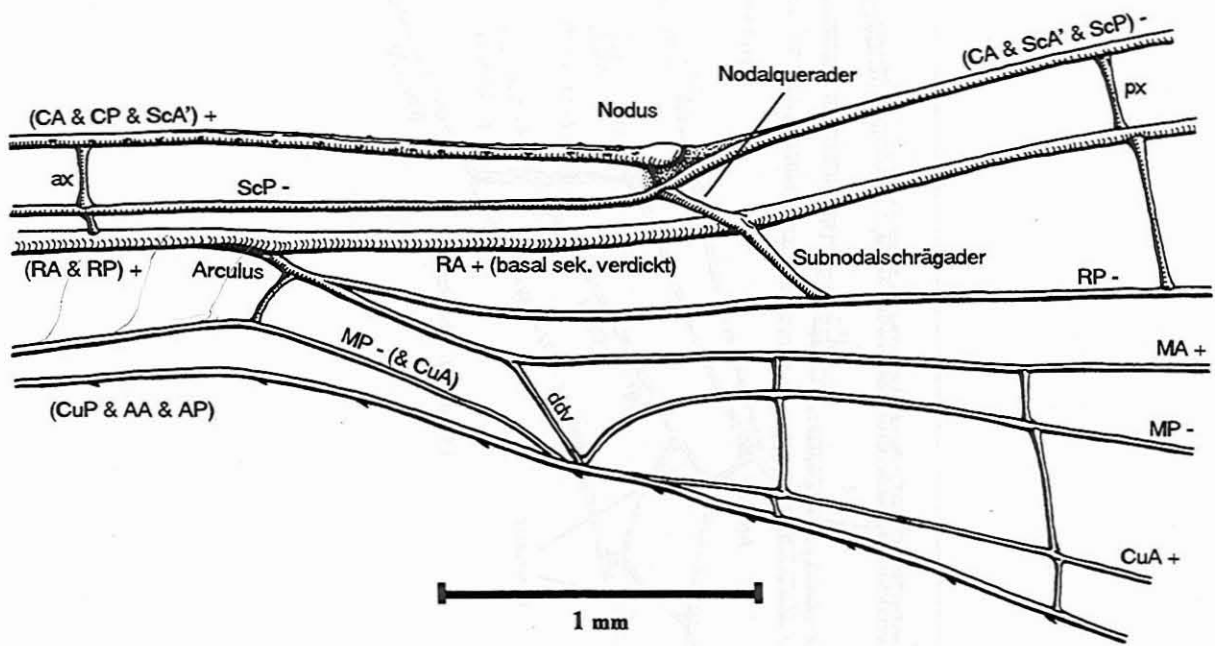 (CA & ScA' & ScP) -
Nodalquerader
px
Nodus
(CA & CP & ScA') +
ax
ScP -
(RA & RP) +
Arculus
RA + (basal sek. verdickt)
Subnodalschrägader
RP -
MP - (& CuA)
MA +
(CuP & AA & AP)
ddv
MP -
CuA +
1 mm